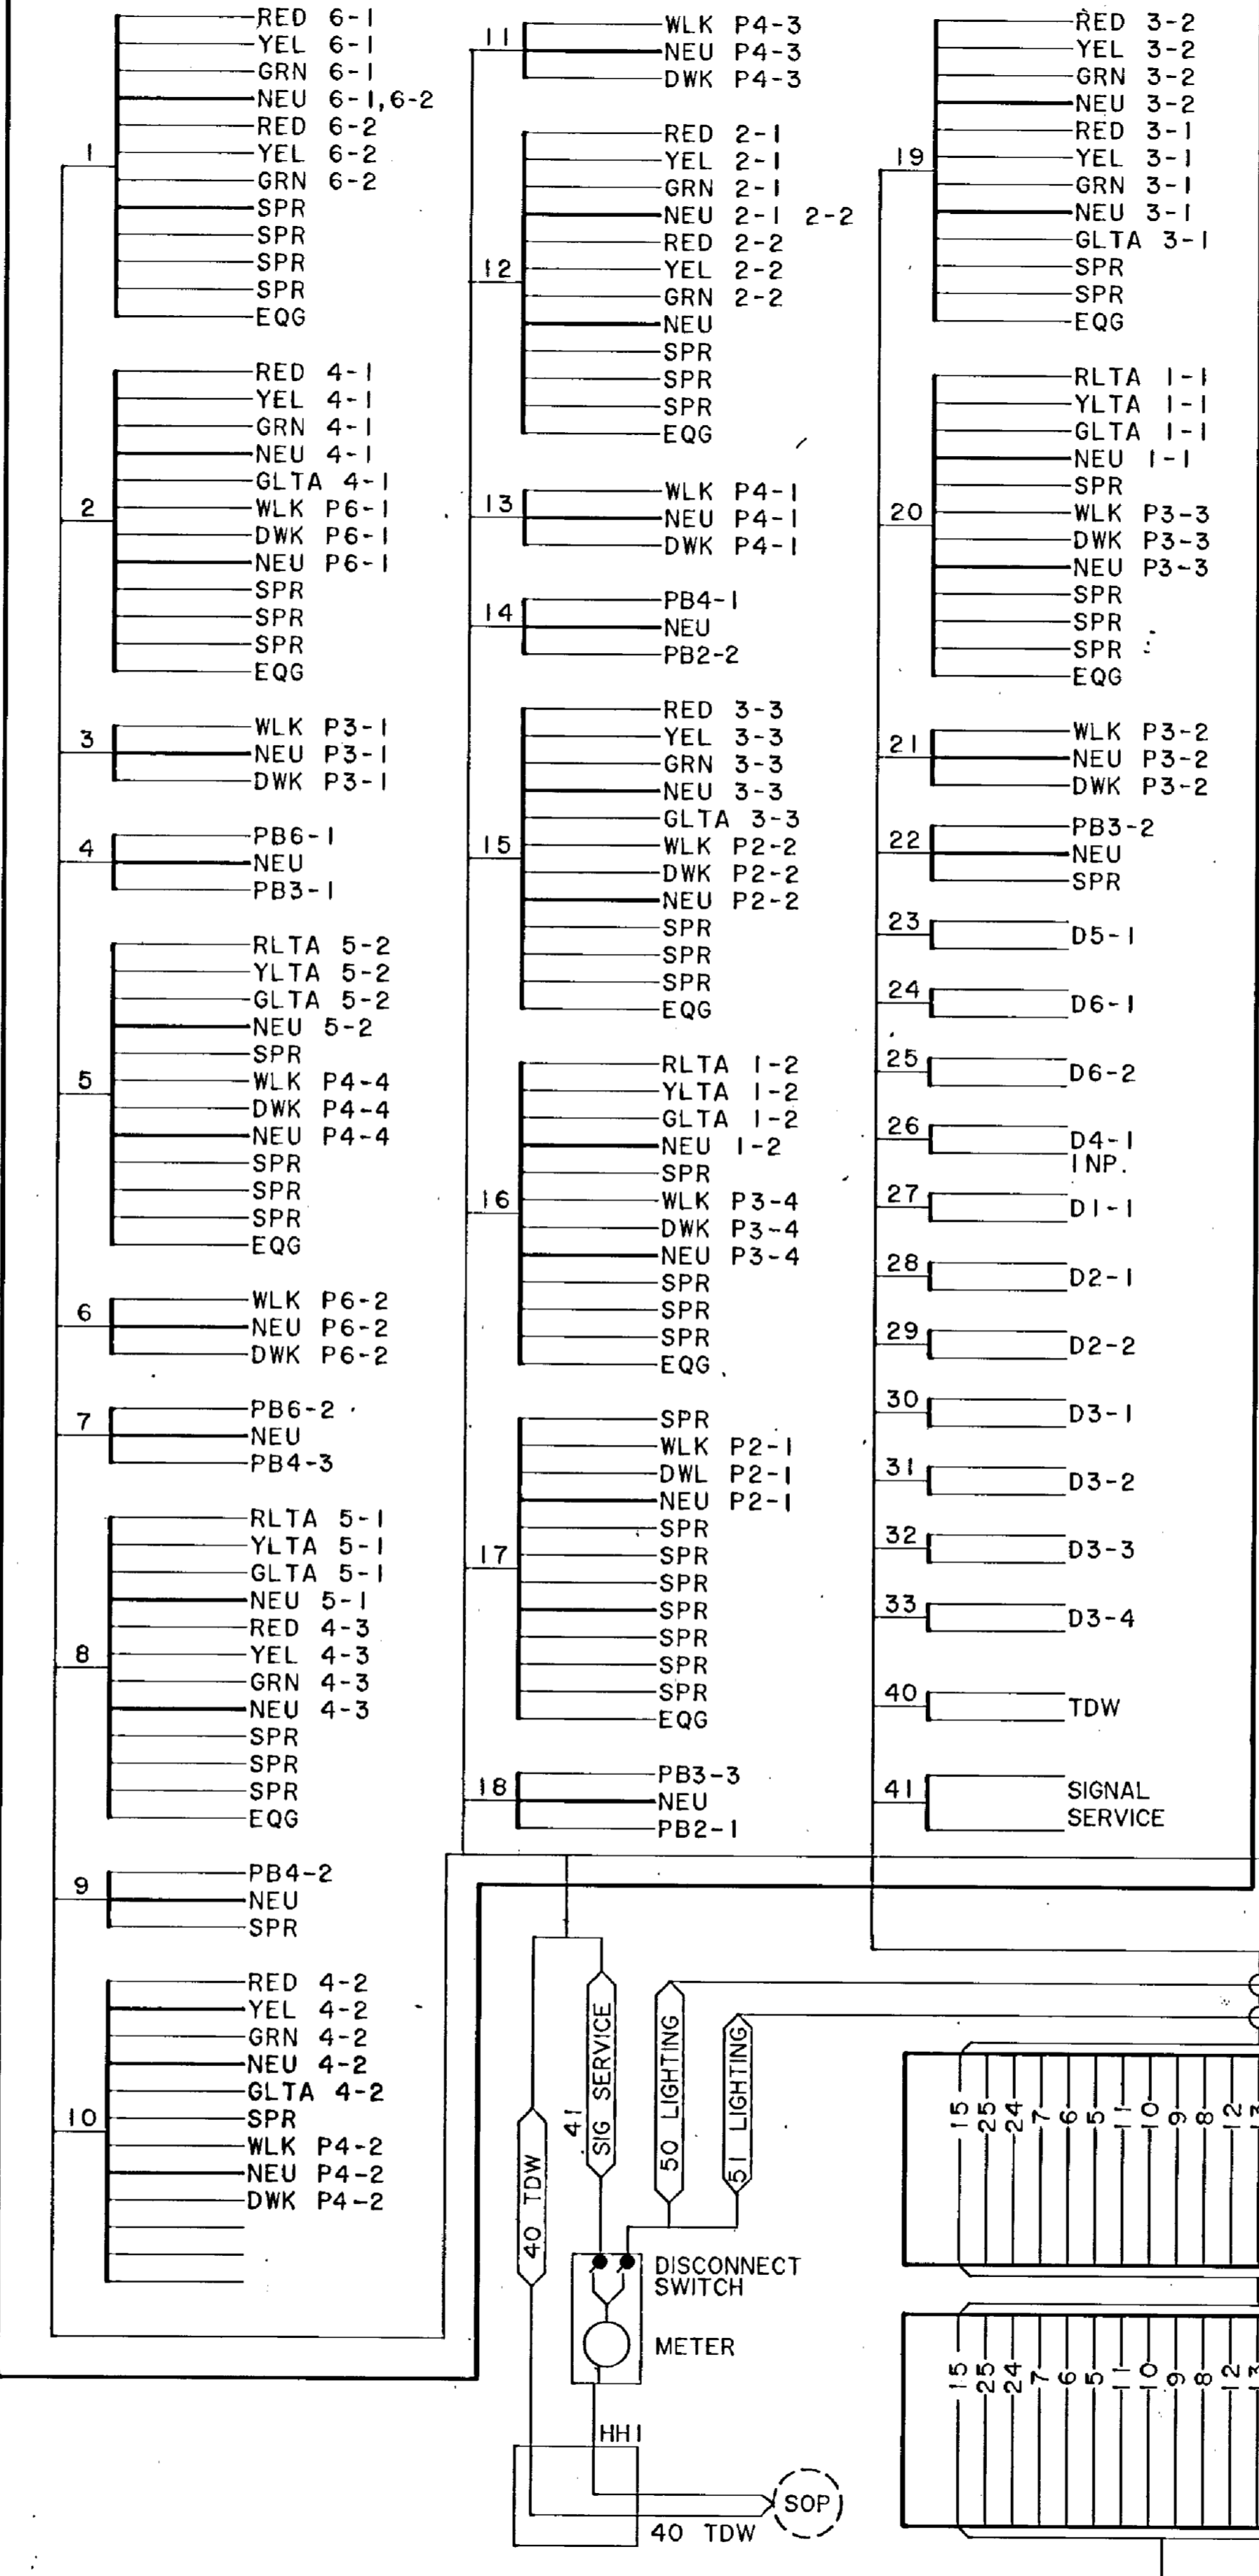 1
RED 6-1
YEL 6-1
GRN 6-1
NEU 6-1,6-2
RED 6-2
YEL 6-2
GRN 6-2
SPR
SPR
SPR
SPR
EQG
2
RED 4-1
YEL 4-1
GRN 4-1
NEU 4-1
GLTA 4-1
WLK P6-1
DWK P6-1
NEU P6-1
SPR
SPR
SPR
EQG
3
WLK P3-1
NEU P3-1
DWK P3-1
4
PB6-1
NEU
PB3-1
5
RLTA 5-2
YLTA 5-2
GLTA 5-2
NEU 5-2
SPR
WLK P4-4
DWK P4-4
NEU P4-4
SPR
SPR
SPR
EQG
6
WLK P6-2
NEU P6-2
DWK P6-2
7
PB6-2
NEU
PB4-3
8
RLTA 5-1
YLTA 5-1
GLTA 5-1
NEU 5-1
RED 4-3
YEL 4-3
GRN 4-3
NEU 4-3
SPR
SPR
SPR
EQG
9
PB4-2
NEU
SPR
10
RED 4-2
YEL 4-2
GRN 4-2
NEU 4-2
GLTA 4-2
SPR
WLK P4-2
NEU P4-2
DWK P4-2
11
WLK P4-3
NEU P4-3
DWK P4-3
12
RED 2-1
YEL 2-1
GRN 2-1
NEU 2-1 2-2
RED 2-2
YEL 2-2
GRN 2-2
NEU
SPR
SPR
SPR
EQG
13
WLK P4-1
NEU P4-1
DWK P4-1
14
PB4-1
NEU
PB2-2
15
RED 3-3
YEL 3-3
GRN 3-3
NEU 3-3
GLTA 3-3
WLK P2-2
DWK P2-2
NEU P2-2
SPR
SPR
SPR
EQG
16
RLTA 1-2
YLTA 1-2
GLTA 1-2
NEU 1-2
SPR
WLK P3-4
DWK P3-4
NEU P3-4
SPR
SPR
SPR
EQG
17
SPR
WLK P2-1
DWL P2-1
NEU P2-1
SPR
SPR
SPR
SPR
SPR
SPR
SPR
EQG
18
PB3-3
NEU
PB2-1
19
RED 3-2
YEL 3-2
GRN 3-2
NEU 3-2
RED 3-1
YEL 3-1
GRN 3-1
NEU 3-1
GLTA 3-1
SPR
SPR
EQG
20
RLTA 1-1
YLTA 1-1
GLTA 1-1
NEU 1-1
SPR
WLK P3-3
DWK P3-3
NEU P3-3
SPR
SPR
SPR
EQG
21
WLK P3-2
NEU P3-2
DWK P3-2
22
PB3-2
NEU
SPR
23
D5-1
24
D6-1
25
D6-2
26
D4-1
INP.
27
D1-1
28
D2-1
29
D2-2
30
D3-1
31
D3-2
32
D3-3
33
D3-4
40
TDW
41
SIGNAL
SERVICE
40 TDW
41
SIG SERVICE
50 LIGHTING
51 LIGHTING
DISCONNECT
SWITCH
METER
HH1
SOP
40 TDW
15
25
24
7
6
5
11
10
9
8
12
13
15
25
24
7
6
5
11
10
9
8
12
13